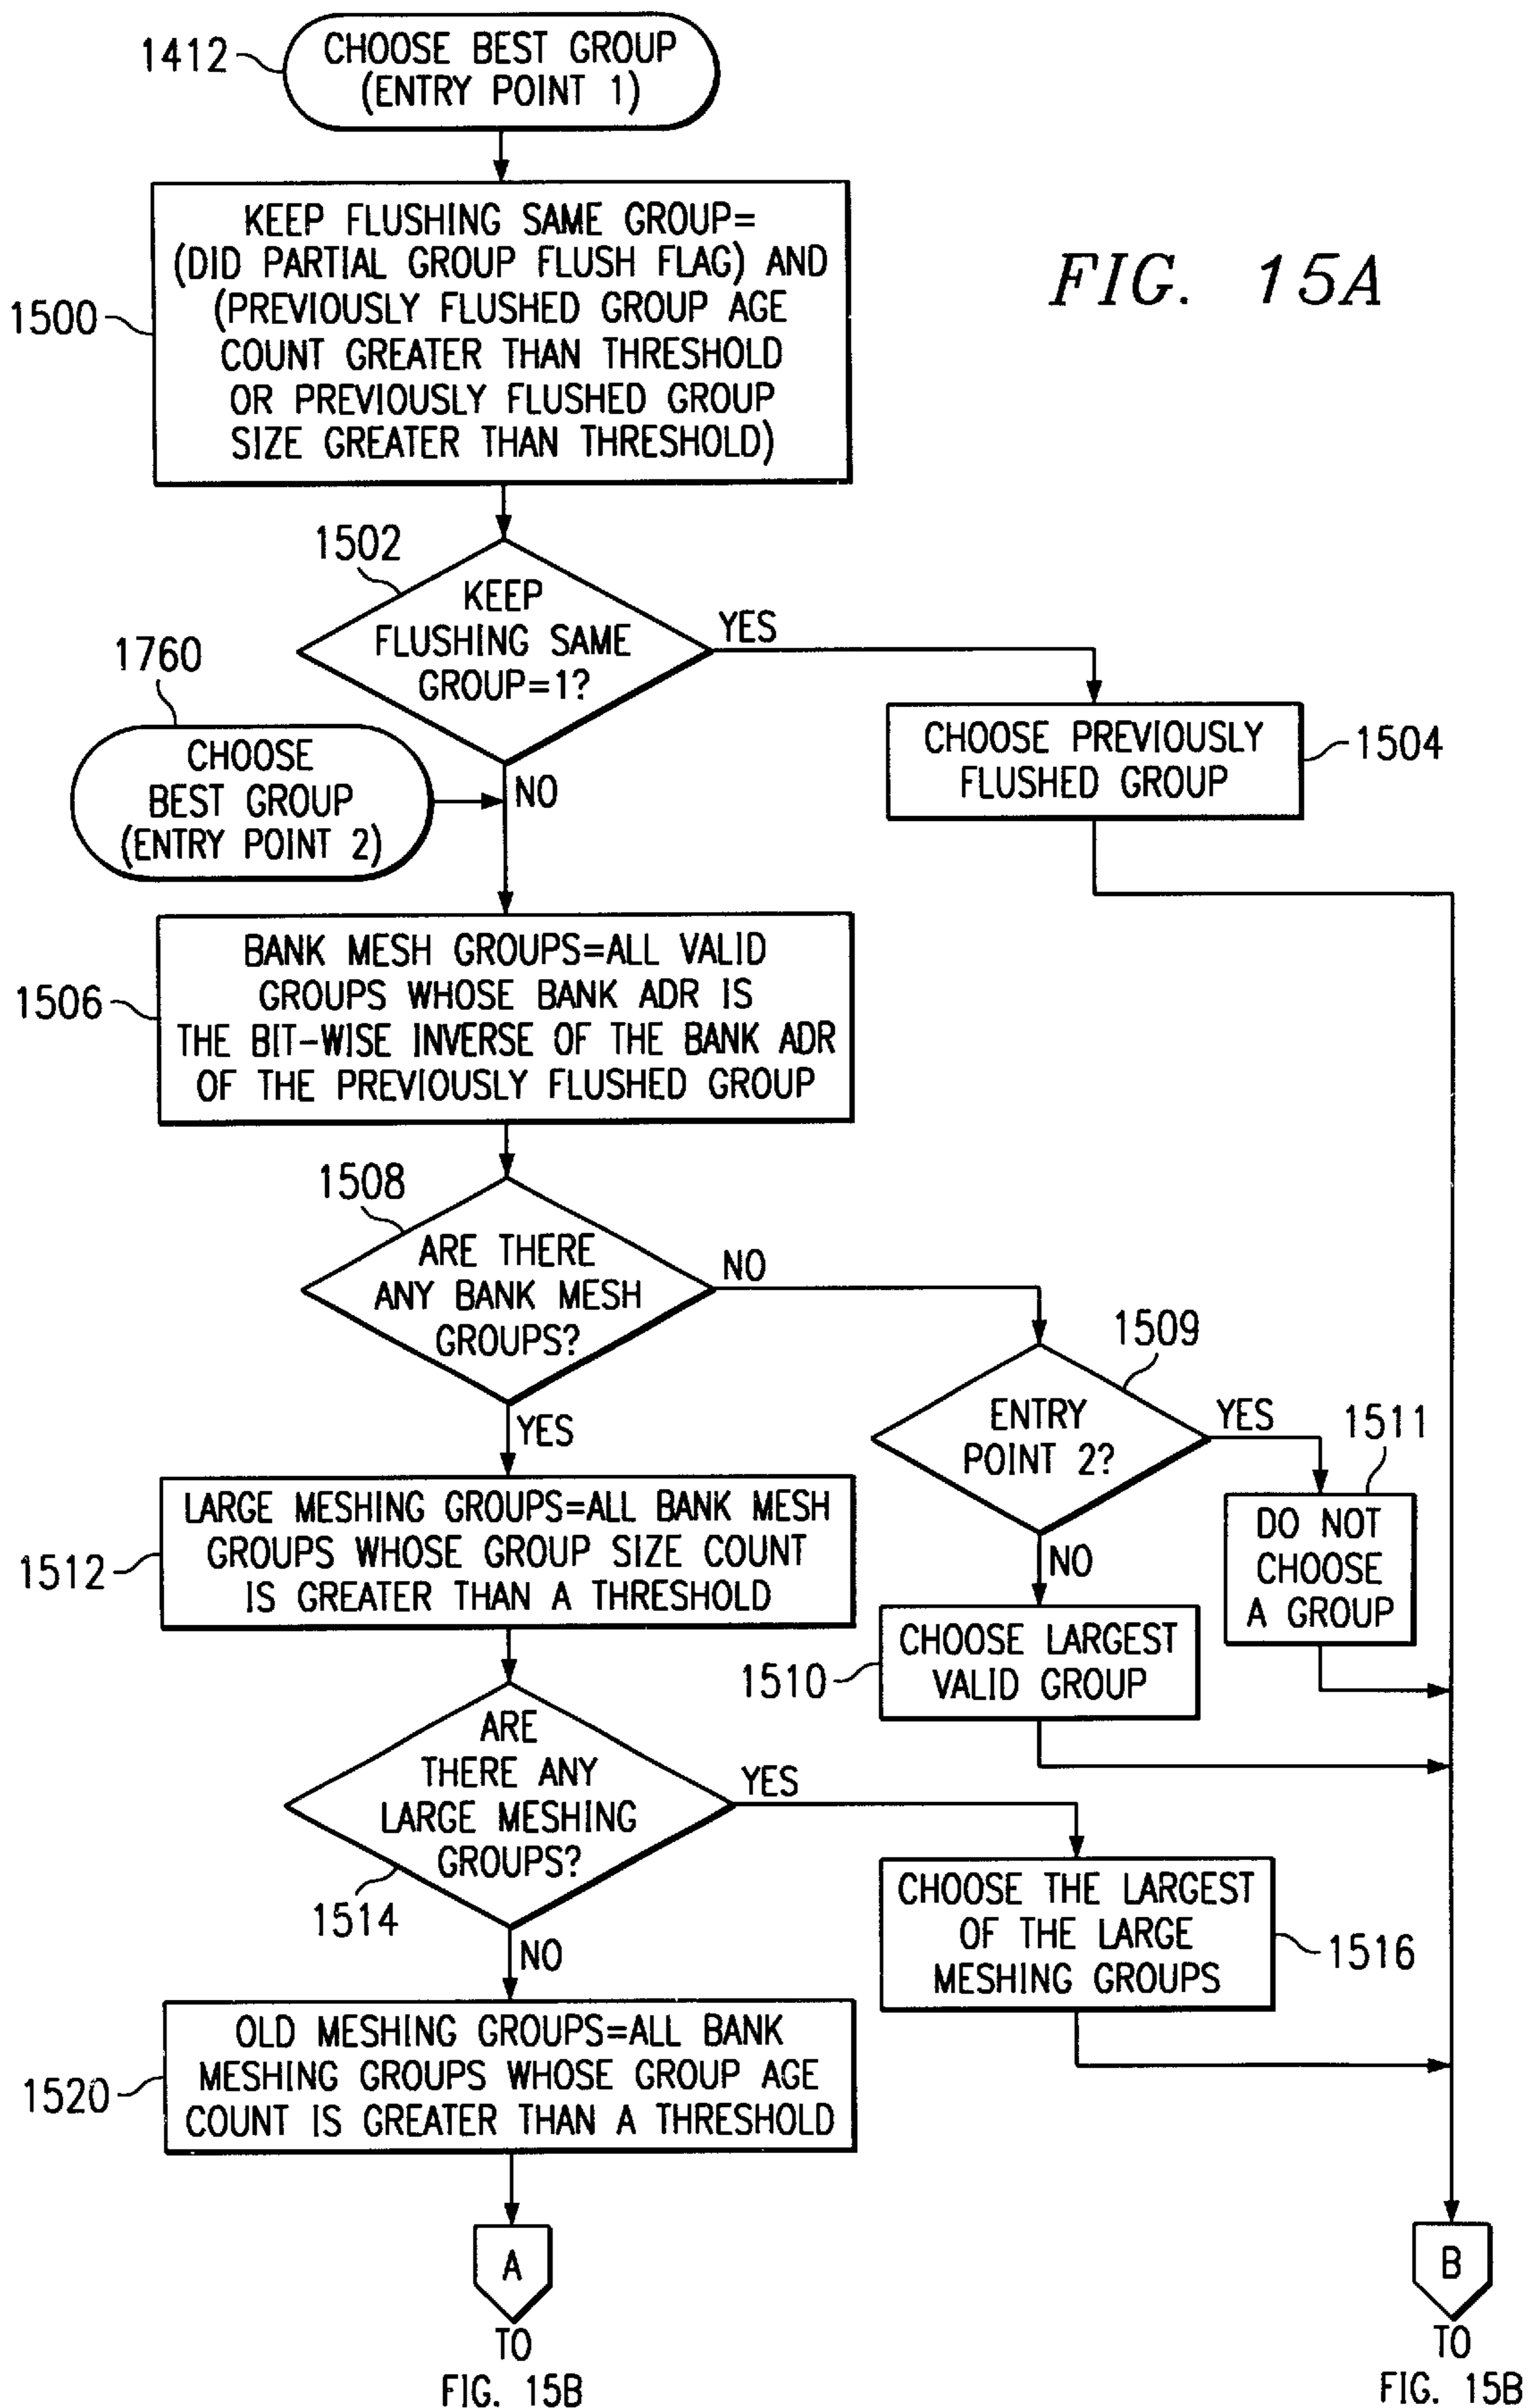 1412
CHOOSE BEST GROUP
(ENTRY POINT 1)
FIG. 15A
1500
KEEP FLUSHING SAME GROUP=
(DID PARTIAL GROUP FLUSH FLAG) AND
(PREVIOUSLY FLUSHED GROUP AGE
COUNT GREATER THAN THRESHOLD
OR PREVIOUSLY FLUSHED GROUP
SIZE GREATER THAN THRESHOLD)
1502
KEEP
FLUSHING SAME
GROUP=1?
YES
1760
CHOOSE
BEST GROUP
(ENTRY POINT 2)
NO
CHOOSE PREVIOUSLY
FLUSHED GROUP
1504
1506
BANK MESH GROUPS=ALL VALID
GROUPS WHOSE BANK ADR IS
THE BIT-WISE INVERSE OF THE BANK ADR
OF THE PREVIOUSLY FLUSHED GROUP
1508
ARE THERE
ANY BANK MESH
GROUPS?
NO
YES
1509
ENTRY
POINT 2?
YES
1511
DO NOT
CHOOSE
A GROUP
NO
1510
CHOOSE LARGEST
VALID GROUP
1512
LARGE MESHING GROUPS=ALL BANK MESH
GROUPS WHOSE GROUP SIZE COUNT
IS GREATER THAN A THRESHOLD
ARE
THERE ANY
LARGE MESHING
GROUPS?
1514
YES
NO
CHOOSE THE LARGEST
OF THE LARGE
MESHING GROUPS
1516
1520
OLD MESHING GROUPS=ALL BANK
MESHING GROUPS WHOSE GROUP AGE
COUNT IS GREATER THAN A THRESHOLD
A
TO
FIG. 15B
B
TO
FIG. 15B